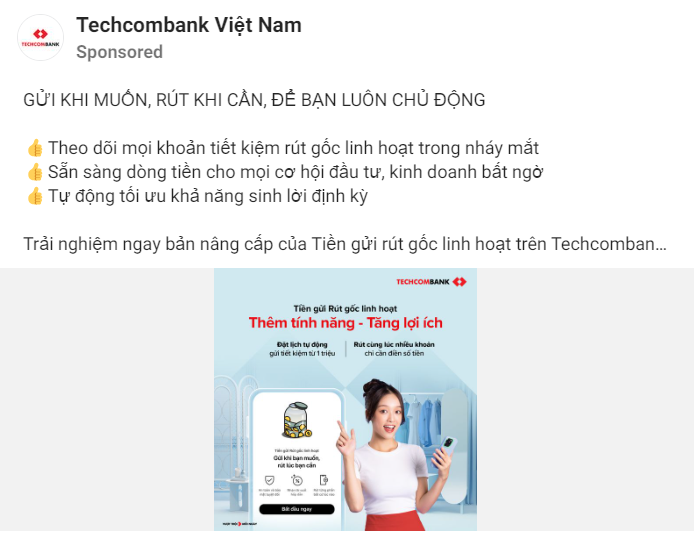 TECHCOMBANK
Techcombank Việt Nam
Sponsored
GỬI KHI MUỐN, RÚT KHI CẦN, ĐỂ BẠN LUÔN CHỦ ĐỘNG
👍Theo dõi mọi khoản tiết kiệm rút gốc linh hoạt trong nháy mắt
👍Sẵn sàng dòng tiền cho mọi cơ hội đầu tư, kinh doanh bất ngờ
👍Tự động tối ưu khả năng sinh lời định kỳ
Trải nghiệm ngay bản nâng cấp của Tiền gửi rút gốc linh hoạt trên Techcomban...
TECHCOMBANK
Tiền gửi Rút gốc linh hoạt
Thêm tính năng - Tăng lợi ích
Đặt lịch tự động
gửi tiết kiệm từ 1 triệu
Rút cùng lúc nhiều khoản
chỉ cần điền số tiền
Tiền gửi Rút gốc linh hoạt
Gửi khi bạn muốn,
rút lúc bạn cần
Bắt đầu ngay